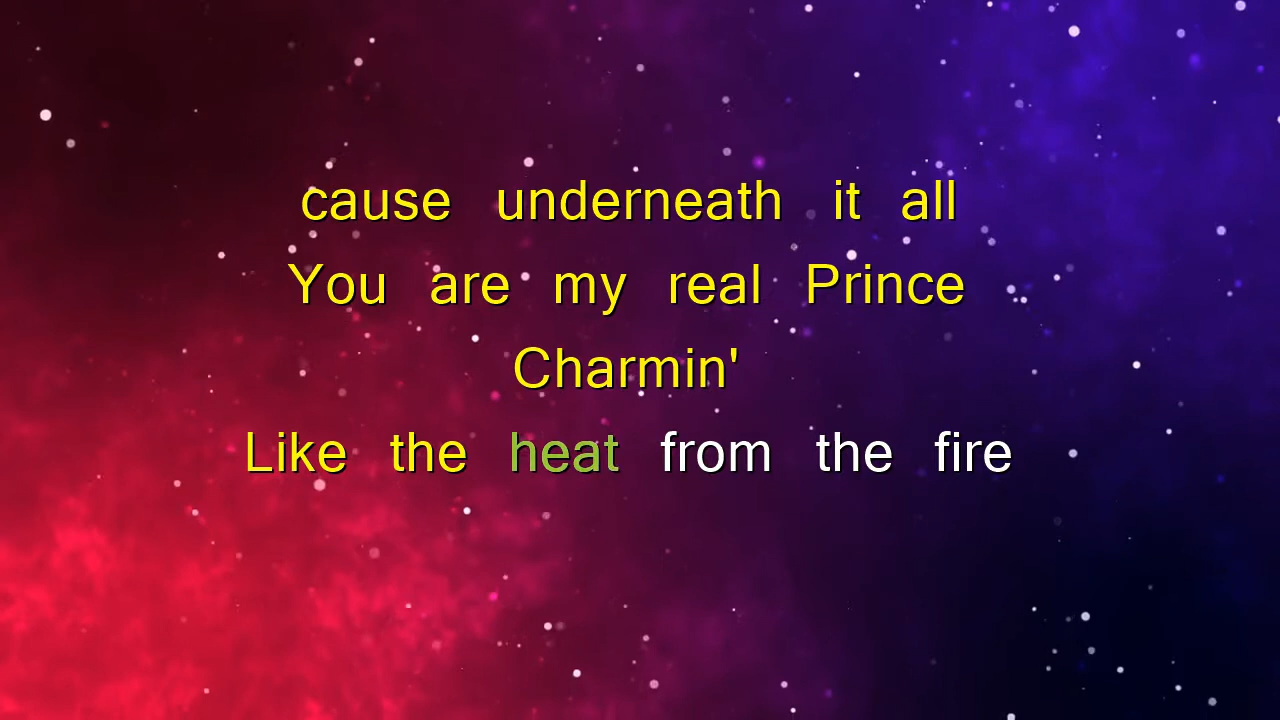 cause underneath it all
You are my real Prince
Charmin'
Like the heat from the fire